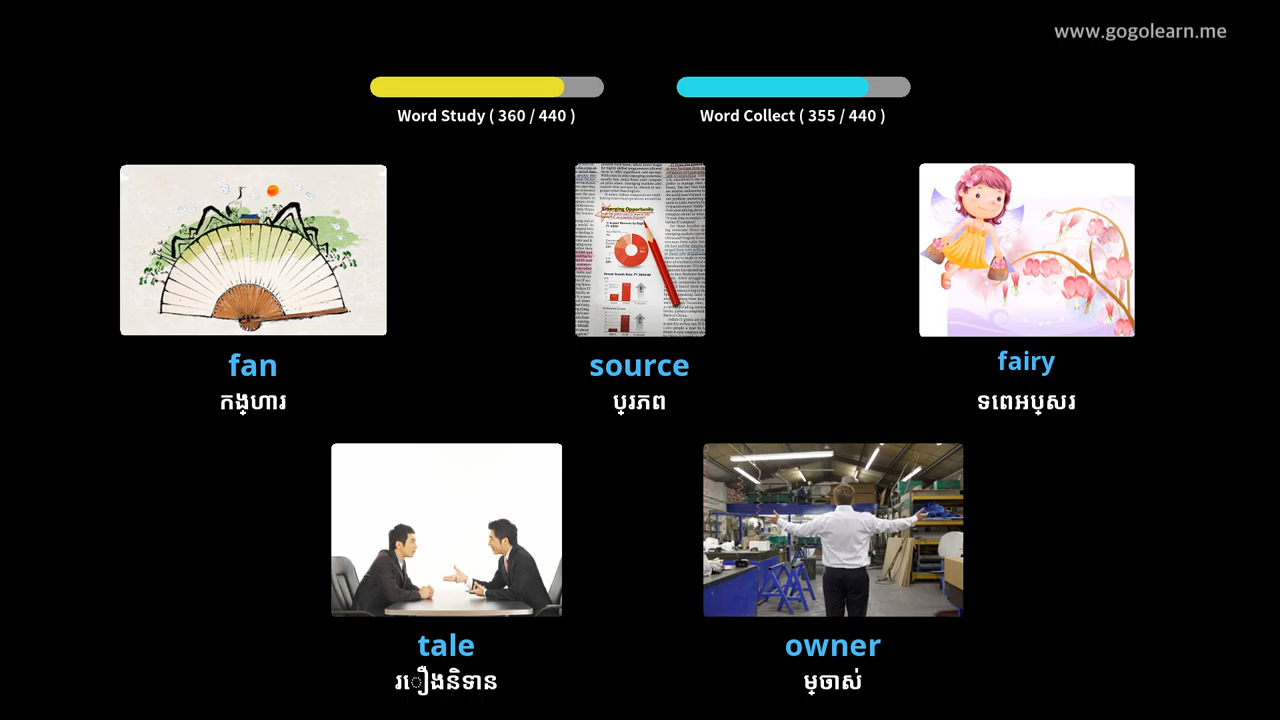 www.gogolearn.me
Word Study ( 360 / 440 )
Word Collect ( 355 / 440 )
fan
កង្ហារ
source
ប្រភព
fairy
ទេពអប្សរ
Emerging Opportunity
tale
រឿងនិទាន
owner
ម្ចាស់